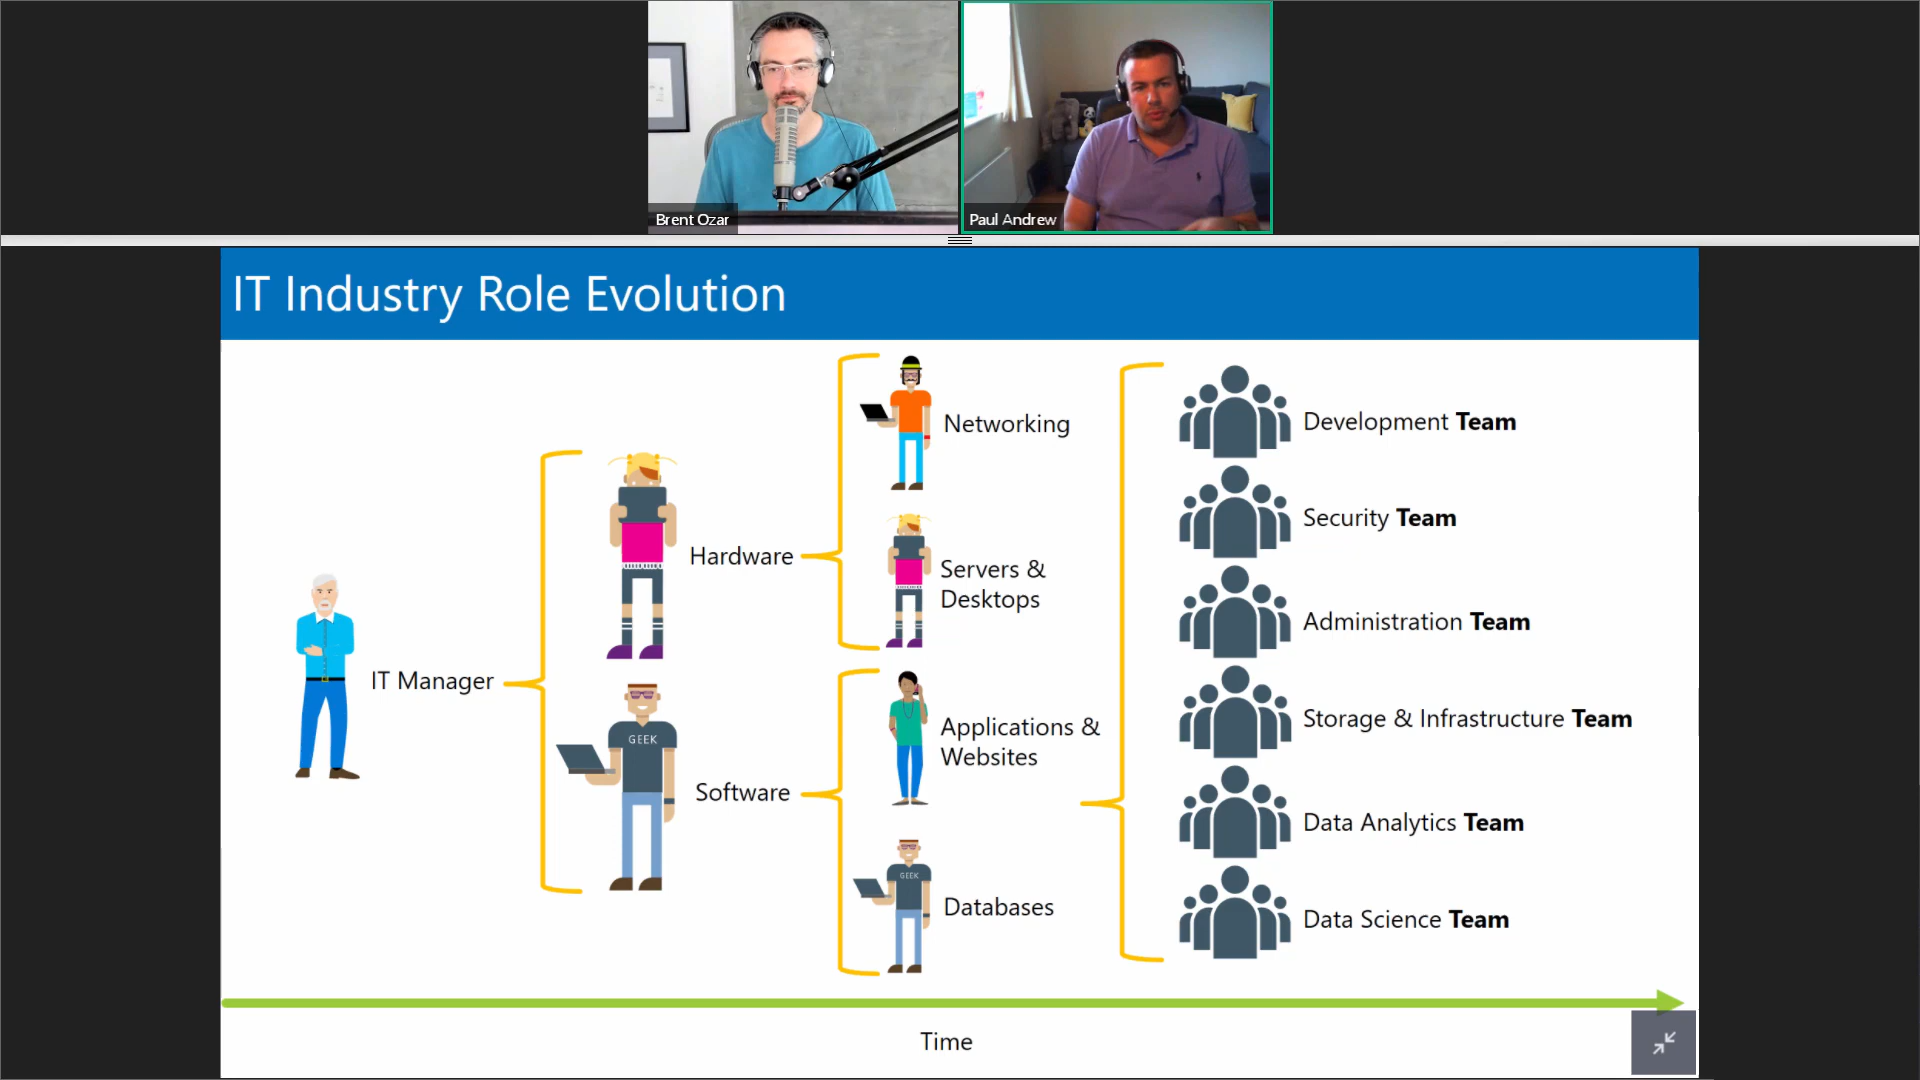 Brent Ozar
Paul Andrew
IT Industry Role Evolution
IT Manager
Hardware
GEEK
Software
Networking
Servers &
Desktops
Applications &
Websites
GEEK
Databases
Development Team
Security Team
Administration Team
Storage & Infrastructure Team
Data Analytics Team
Data Science Team
Time